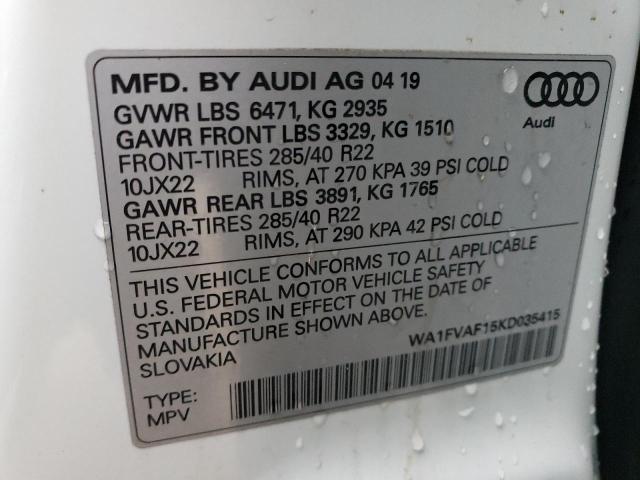 MFD. BY AUDI AG 04 19
GVWR LBS 6471, KG 2935
GAWR FRONT LBS 3329, KG 1510
FRONT-TIRES 285/40 R22
10JX22 RIMS, AT 270 KPA 39 PSI COLD
GAWR REAR LBS 3891, KG 1765
REAR-TIRES 285/40 R22
10JX22 RIMS, AT 290 KPA 42 PSI COLD
Audi
THIS VEHICLE CONFORMS TO ALL APPLICABLE
U.S. FEDERAL MOTOR VEHICLE SAFETY
STANDARDS IN EFFECT ON THE DATE OF
MANUFACTURE SHOWN ABOVE.
SLOVAKIA
WA1FVAF15KD035415
TYPE:
MPV